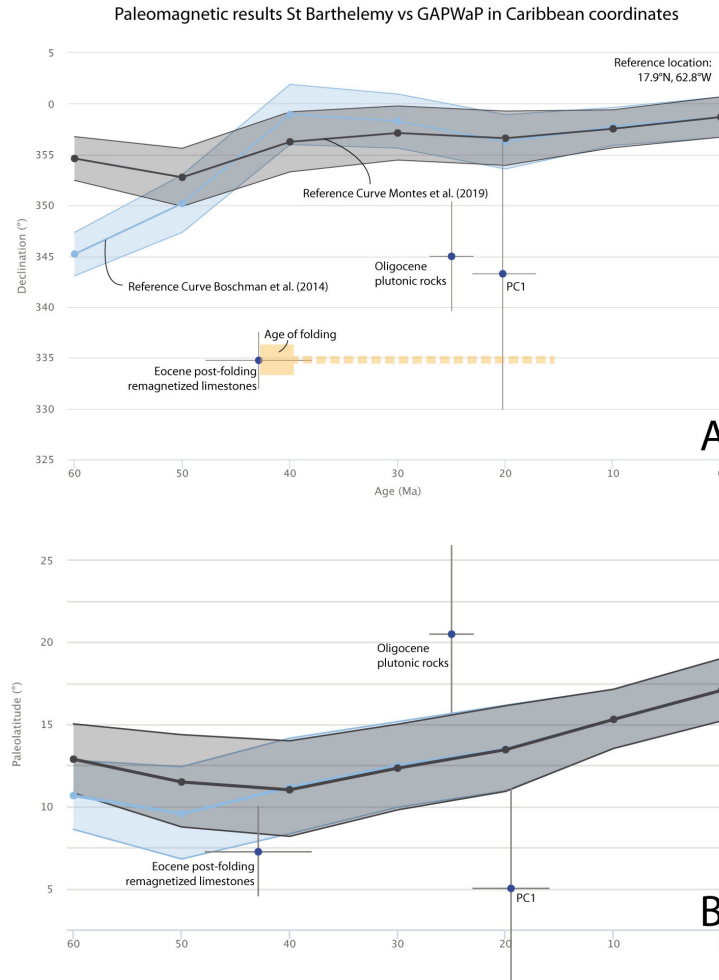 Paleomagnetic results St Barthelemy vs GAPWaP in Caribbean coordinates
Reference location:
17.9°N, 62.8°W
5
0
355
350
345
340
335
330
325
Declination (°)
Reference Curve Montes et al. (2019)
Reference Curve Boschman et al. (2014)
Oligocene
plutonic rocks
PC1
Age of folding
Eocene post-folding
remagnetized limestones
A
60
50
40
30
20
10
Age (Ma)
25
20
15
10
5
Paleolatitude (°)
Oligocene
plutonic rocks
Eocene post-folding
remagnetized limestones
PC1
B
60
50
40
30
20
10